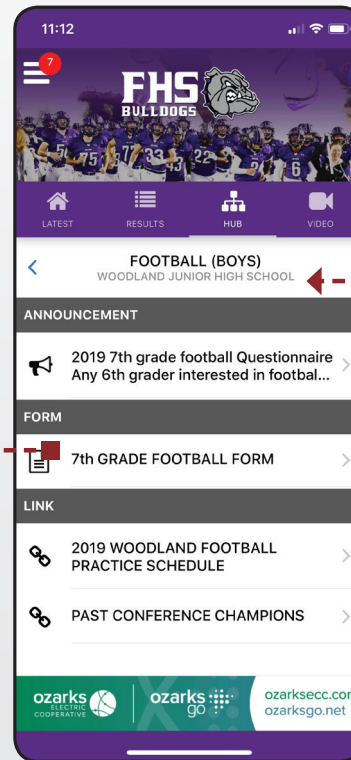 11:12
7
FHS
BULLDOGS
LATEST
RESULTS
HUB
VIDEO
FOOTBALL (BOYS)
WOODLAND JUNIOR HIGH SCHOOL
ANNOUNCEMENT
2019 7th grade football Questionnaire
Any 6th grader interested in footbal...
FORM
7th GRADE FOOTBALL FORM
LINK
2019 WOODLAND FOOTBALL
PRACTICE SCHEDULE
PAST CONFERENCE CHAMPIONS
ozarks
ELECTRIC
COOPERATIVE
ozarks
go
ozarksecc.com
ozarksgo.net